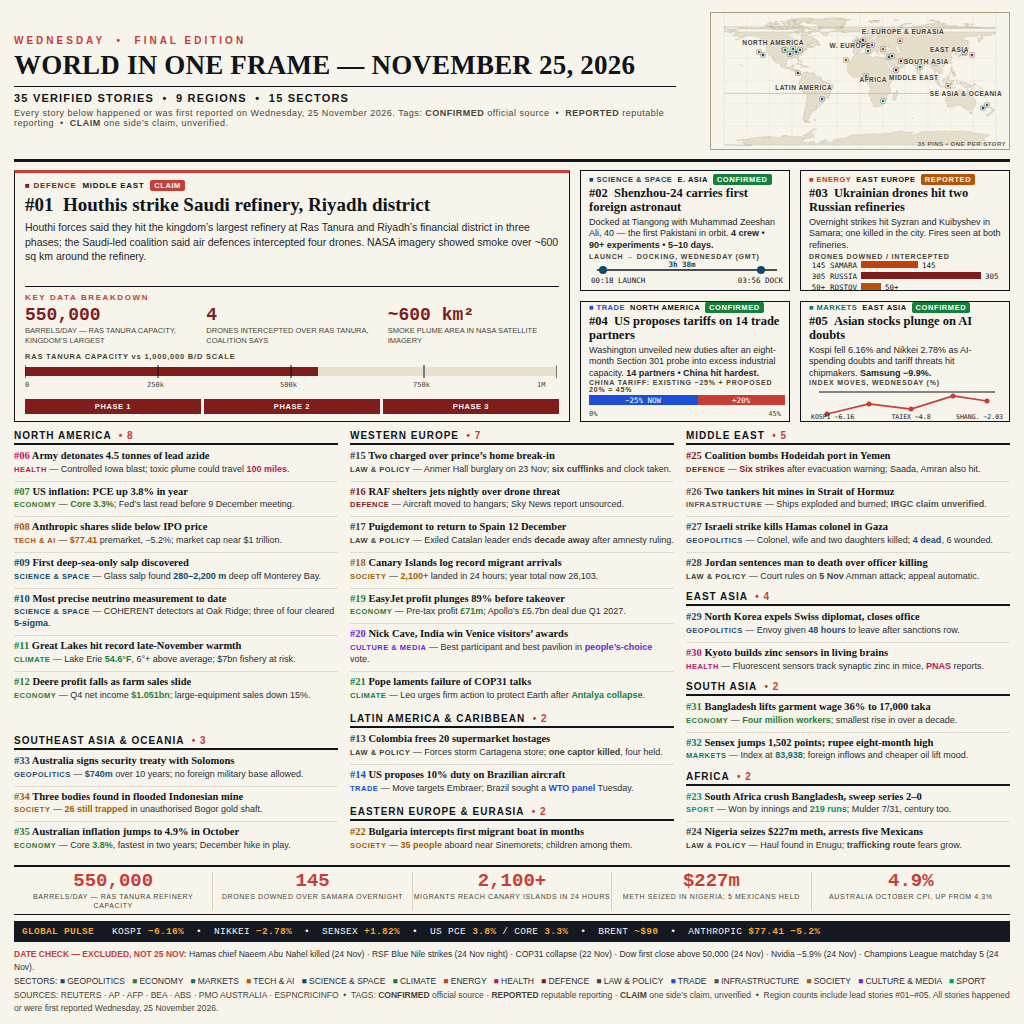 WEDNESDAY • FINAL EDITION
WORLD IN ONE FRAME — NOVEMBER 25, 2026
35 VERIFIED STORIES • 9 REGIONS • 15 SECTORS
Every story below happened or was first reported on Wednesday, 25 November 2026. Tags: CONFIRMED official source • REPORTED reputable
reporting • CLAIM one side's claim, unverified.
NORTH AMERICA
W. EUROPE
E. EUROPE & EURASIA
EAST ASIA
SOUTH ASIA
AFRICA
MIDDLE EAST
LATIN AMERICA
SE ASIA & OCEANIA
35 PINS • ONE PER STORY
■ DEFENCE MIDDLE EAST CLAIM
#01 Houthis strike Saudi refinery, Riyadh district
Houthi forces said they hit the kingdom's largest refinery at Ras Tanura and Riyadh's financial district in three
phases; the Saudi-led coalition said air defences intercepted four drones. NASA imagery showed smoke over ~600
sq km around the refinery.
KEY DATA BREAKDOWN
550,000
BARRELS/DAY — RAS TANURA CAPACITY,
KINGDOM'S LARGEST
4
DRONES INTERCEPTED OVER RAS TANURA,
COALITION SAYS
~600 km²
SMOKE PLUME AREA IN NASA SATELLITE
IMAGERY
RAS TANURA CAPACITY vs 1,000,000 B/D SCALE
0 250k 500k 750k 1M
PHASE 1 PHASE 2 PHASE 3
■ SCIENCE & SPACE E. ASIA CONFIRMED
#02 Shenzhou-24 carries first
foreign astronaut
Docked at Tiangong with Muhammad Zeeshan
Ali, 40 — the first Pakistani in orbit. 4 crew •
90+ experiments • 5–10 days.
LAUNCH → DOCKING, WEDNESDAY (GMT)
3h 38m
00:18 LAUNCH 03:56 DOCK
■ ENERGY EAST EUROPE REPORTED
#03 Ukrainian drones hit two
Russian refineries
Overnight strikes hit Syzran and Kuibyshev in
Samara; one killed in the city. Fires seen at both
refineries.
DRONES DOWNED / INTERCEPTED
145 SAMARA 145
305 RUSSIA 305
50+ ROSTOV 50+
■ TRADE NORTH AMERICA CONFIRMED
#04 US proposes tariffs on 14 trade
partners
Washington unveiled new duties after an eight-
month Section 301 probe into excess industrial
capacity. 14 partners • China hit hardest.
CHINA TARIFF: EXISTING ~25% + PROPOSED
20% = 45%
~25% NOW +20%
0% 45%
■ MARKETS EAST ASIA CONFIRMED
#05 Asian stocks plunge on AI
doubts
Kospi fell 6.16% and Nikkei 2.78% as AI-
spending doubts and tariff threats hit
chipmakers. Samsung −9.9%.
INDEX MOVES, WEDNESDAY (%)
KOSPI −6.16 TAIEX −4.8 SHANG. −2.03
NORTH AMERICA • 8
#06 Army detonates 4.5 tonnes of lead azide
HEALTH — Controlled Iowa blast; toxic plume could travel 100 miles.
#07 US inflation: PCE up 3.8% in year
ECONOMY — Core 3.3%; Fed's last read before 9 December meeting.
#08 Anthropic shares slide below IPO price
TECH & AI — $77.41 premarket, −5.2%; market cap near $1 trillion.
#09 First deep-sea-only salp discovered
SCIENCE & SPACE — Glass salp found 280–2,200 m deep off Monterey Bay.
#10 Most precise neutrino measurement to date
SCIENCE & SPACE — COHERENT detectors at Oak Ridge; three of four cleared
5-sigma.
#11 Great Lakes hit record late-November warmth
CLIMATE — Lake Erie 54.6°F, 6°+ above average; $7bn fishery at risk.
#12 Deere profit falls as farm sales slide
ECONOMY — Q4 net income $1.051bn; large-equipment sales down 15%.
SOUTHEAST ASIA & OCEANIA • 3
#33 Australia signs security treaty with Solomons
GEOPOLITICS — $740m over 10 years; no foreign military base allowed.
#34 Three bodies found in flooded Indonesian mine
SOCIETY — 26 still trapped in unauthorised Bogor gold shaft.
#35 Australian inflation jumps to 4.9% in October
ECONOMY — Core 3.8%, fastest in two years; December hike in play.
WESTERN EUROPE • 7
#15 Two charged over prince's home break-in
LAW & POLICY — Anmer Hall burglary on 23 Nov; six cufflinks and clock taken.
#16 RAF shelters jets nightly over drone threat
DEFENCE — Aircraft moved to hangars; Sky News report unsourced.
#17 Puigdemont to return to Spain 12 December
LAW & POLICY — Exiled Catalan leader ends decade away after amnesty ruling.
#18 Canary Islands log record migrant arrivals
SOCIETY — 2,100+ landed in 24 hours; year total now 28,103.
#19 EasyJet profit plunges 89% before takeover
ECONOMY — Pre-tax profit £71m; Apollo's £5.7bn deal due Q1 2027.
#20 Nick Cave, India win Venice visitors' awards
CULTURE & MEDIA — Best participant and best pavilion in people's-choice
vote.
#21 Pope laments failure of COP31 talks
CLIMATE — Leo urges firm action to protect Earth after Antalya collapse.
LATIN AMERICA & CARIBBEAN • 2
#13 Colombia frees 20 supermarket hostages
LAW & POLICY — Forces storm Cartagena store; one captor killed, four held.
#14 US proposes 10% duty on Brazilian aircraft
TRADE — Move targets Embraer; Brazil sought a WTO panel Tuesday.
EASTERN EUROPE & EURASIA • 2
#22 Bulgaria intercepts first migrant boat in months
SOCIETY — 35 people aboard near Sinemorets; children among them.
MIDDLE EAST • 5
#25 Coalition bombs Hodeidah port in Yemen
DEFENCE — Six strikes after evacuation warning; Saada, Amran also hit.
#26 Two tankers hit mines in Strait of Hormuz
INFRASTRUCTURE — Ships exploded and burned; IRGC claim unverified.
#27 Israeli strike kills Hamas colonel in Gaza
GEOPOLITICS — Colonel, wife and two daughters killed; 4 dead, 6 wounded.
#28 Jordan sentences man to death over officer killing
LAW & POLICY — Court rules on 5 Nov Amman attack; appeal automatic.
EAST ASIA • 4
#29 North Korea expels Swiss diplomat, closes office
GEOPOLITICS — Envoy given 48 hours to leave after sanctions row.
#30 Kyoto builds zinc sensors in living brains
HEALTH — Fluorescent sensors track synaptic zinc in mice, PNAS reports.
SOUTH ASIA • 2
#31 Bangladesh lifts garment wage 36% to 17,000 taka
ECONOMY — Four million workers; smallest rise in over a decade.
#32 Sensex jumps 1,502 points; rupee eight-month high
MARKETS — Index at 83,938; foreign inflows and cheaper oil lift mood.
AFRICA • 2
#23 South Africa crush Bangladesh, sweep series 2–0
SPORT — Won by innings and 219 runs; Mulder 7/31, century too.
#24 Nigeria seizes $227m meth, arrests five Mexicans
LAW & POLICY — Haul found in Enugu; trafficking route fears grow.
550,000
BARRELS/DAY — RAS TANURA REFINERY
CAPACITY
145
DRONES DOWNED OVER SAMARA OVERNIGHT
2,100+
MIGRANTS REACH CANARY ISLANDS IN 24 HOURS
$227m
METH SEIZED IN NIGERIA; 5 MEXICANS HELD
4.9%
AUSTRALIA OCTOBER CPI, UP FROM 4.3%
GLOBAL PULSE KOSPI −6.16% • NIKKEI −2.78% • SENSEX +1.82% • US PCE 3.8% / CORE 3.3% • BRENT ~$90 • ANTHROPIC $77.41 −5.2%
DATE CHECK — EXCLUDED, NOT 25 NOV: Hamas chief Naeem Abu Nahel killed (24 Nov) · RSF Blue Nile strikes (24 Nov night) · COP31 collapse (22 Nov) · Dow first close above 50,000 (24 Nov) · Nvidia −5.9% (24 Nov) · Champions League matchday 5 (24
Nov).
SECTORS: ■ GEOPOLITICS ■ ECONOMY ■ MARKETS ■ TECH & AI ■ SCIENCE & SPACE ■ CLIMATE ■ ENERGY ■ HEALTH ■ DEFENCE ■ LAW & POLICY ■ TRADE ■ INFRASTRUCTURE ■ SOCIETY ■ CULTURE & MEDIA ■ SPORT
SOURCES: REUTERS · AP · AFP · BEA · ABS · PMO AUSTRALIA · ESPNCRICINFO • TAGS: CONFIRMED official source · REPORTED reputable reporting · CLAIM one side's claim, unverified • Region counts include lead stories #01–#05. All stories happened
or were first reported Wednesday, 25 November 2026.